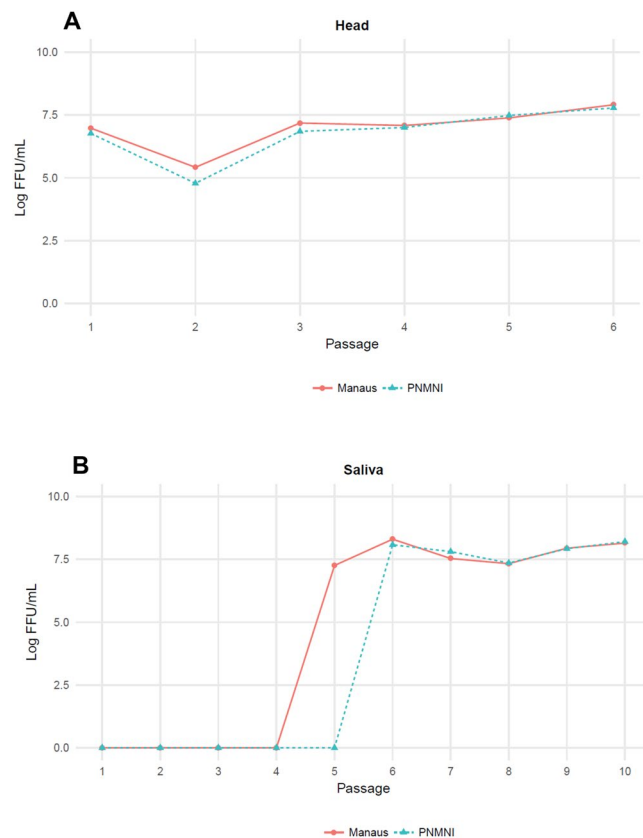 A
Head
10.0
7.5
5.0
2.5
0.0
Log FFU/mL
1 2 3 4 5 6
Passage
Manaus PNMNI
B
Saliva
10.0
7.5
5.0
2.5
0.0
Log FFU/mL
1 2 3 4 5 6 7 8 9 10
Passage
Manaus PNMNI